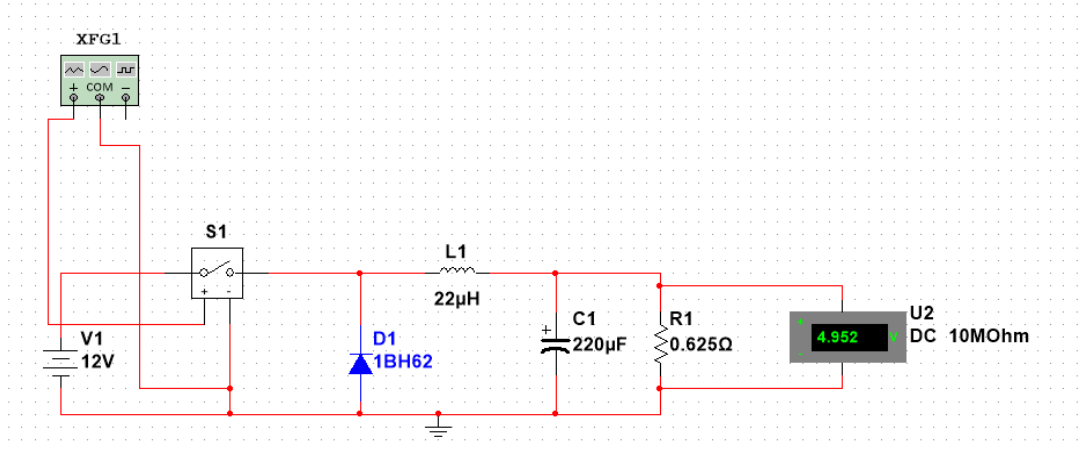 XFG1
+ COM −
S1
+ −
L1
22µH
V1
12V
D1
1BH62
+
C1
220µF
R1
0.625Ω
+
4.952 V
-
U2
DC 10MOhm